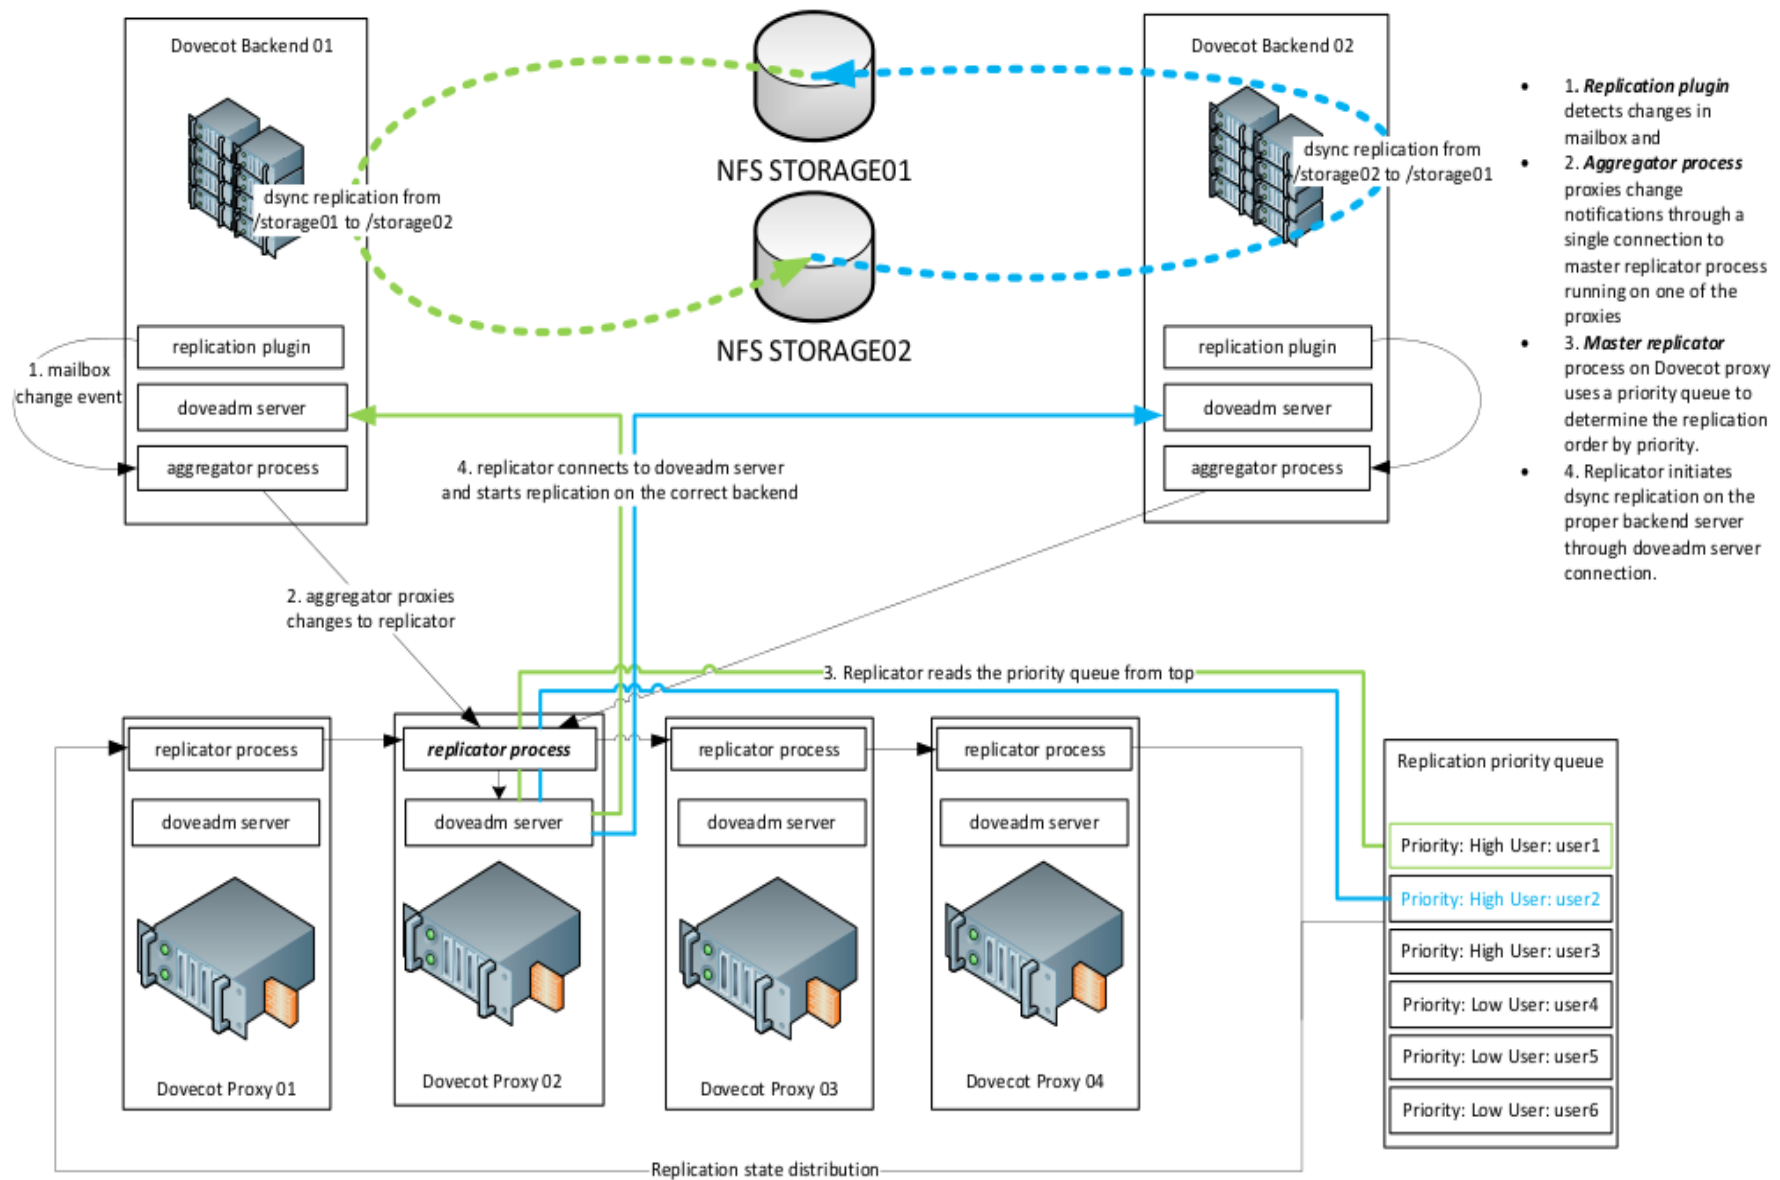 Dovecot Backend 01
dsync replication from
/storage01 to /storage02
replication plugin
doveadm server
aggregator process
1. mailbox
change event
NFS STORAGE01
NFS STORAGE02
Dovecot Backend 02
dsync replication from
/storage02 to /storage01
replication plugin
doveadm server
aggregator process
• 1. Replication plugin
detects changes in
mailbox and
• 2. Aggregator process
proxies change
notifications through a
single connection to
master replicator process
running on one of the
proxies
• 3. Master replicator
process on Dovecot proxy
uses a priority queue to
determine the replication
order by priority.
• 4. Replicator initiates
dsync replication on the
proper backend server
through doveadm server
connection.
4. replicator connects to doveadm server
and starts replication on the correct backend
2. aggregator proxies
changes to replicator
3. Replicator reads the priority queue from top
replicator process
doveadm server
Dovecot Proxy 01
replicator process
doveadm server
Dovecot Proxy 02
replicator process
doveadm server
Dovecot Proxy 03
replicator process
doveadm server
Dovecot Proxy 04
Replication priority queue
Priority: High User: user1
Priority: High User: user2
Priority: High User: user3
Priority: Low User: user4
Priority: Low User: user5
Priority: Low User: user6
Replication state distribution